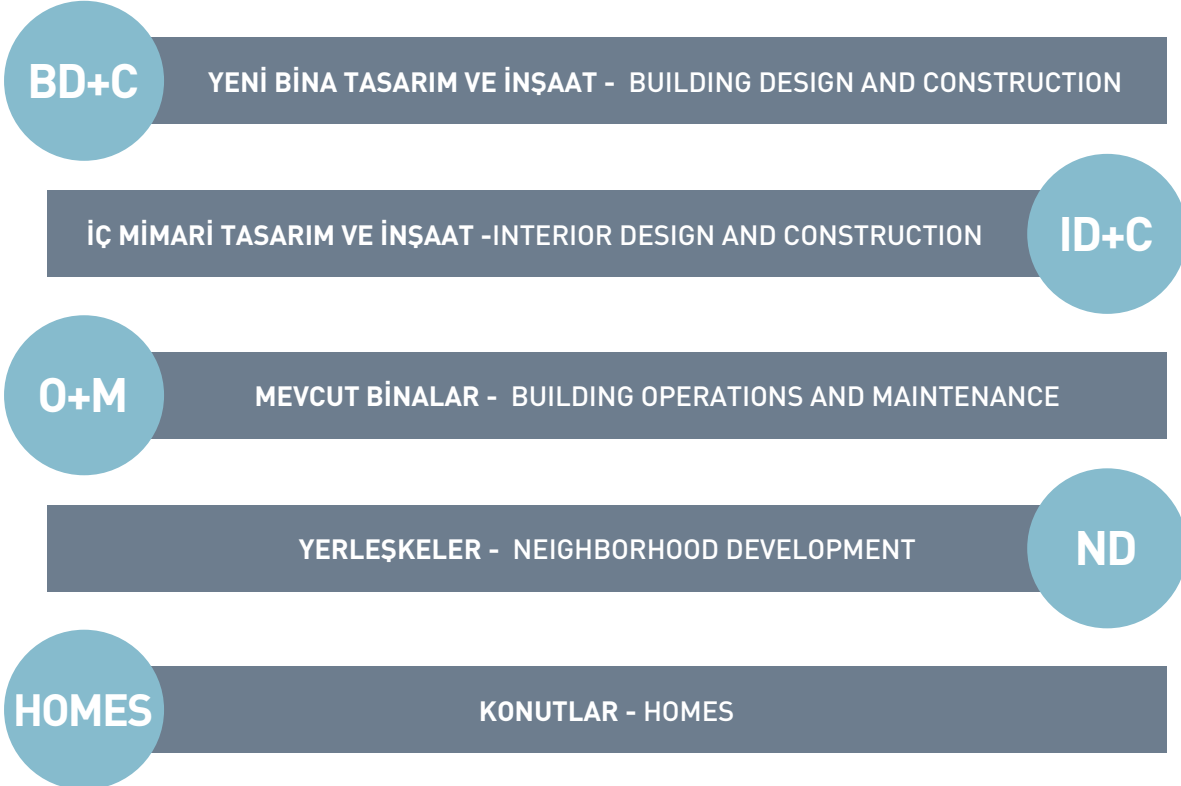 BD+C
YENİ BİNA TASARIM VE İNŞAAT - BUILDING DESIGN AND CONSTRUCTION
İÇ MİMARİ TASARIM VE İNŞAAT -INTERIOR DESIGN AND CONSTRUCTION
ID+C
O+M
MEVCUT BİNALAR - BUILDING OPERATIONS AND MAINTENANCE
YERLEŞKELER - NEIGHBORHOOD DEVELOPMENT
ND
HOMES
KONUTLAR - HOMES